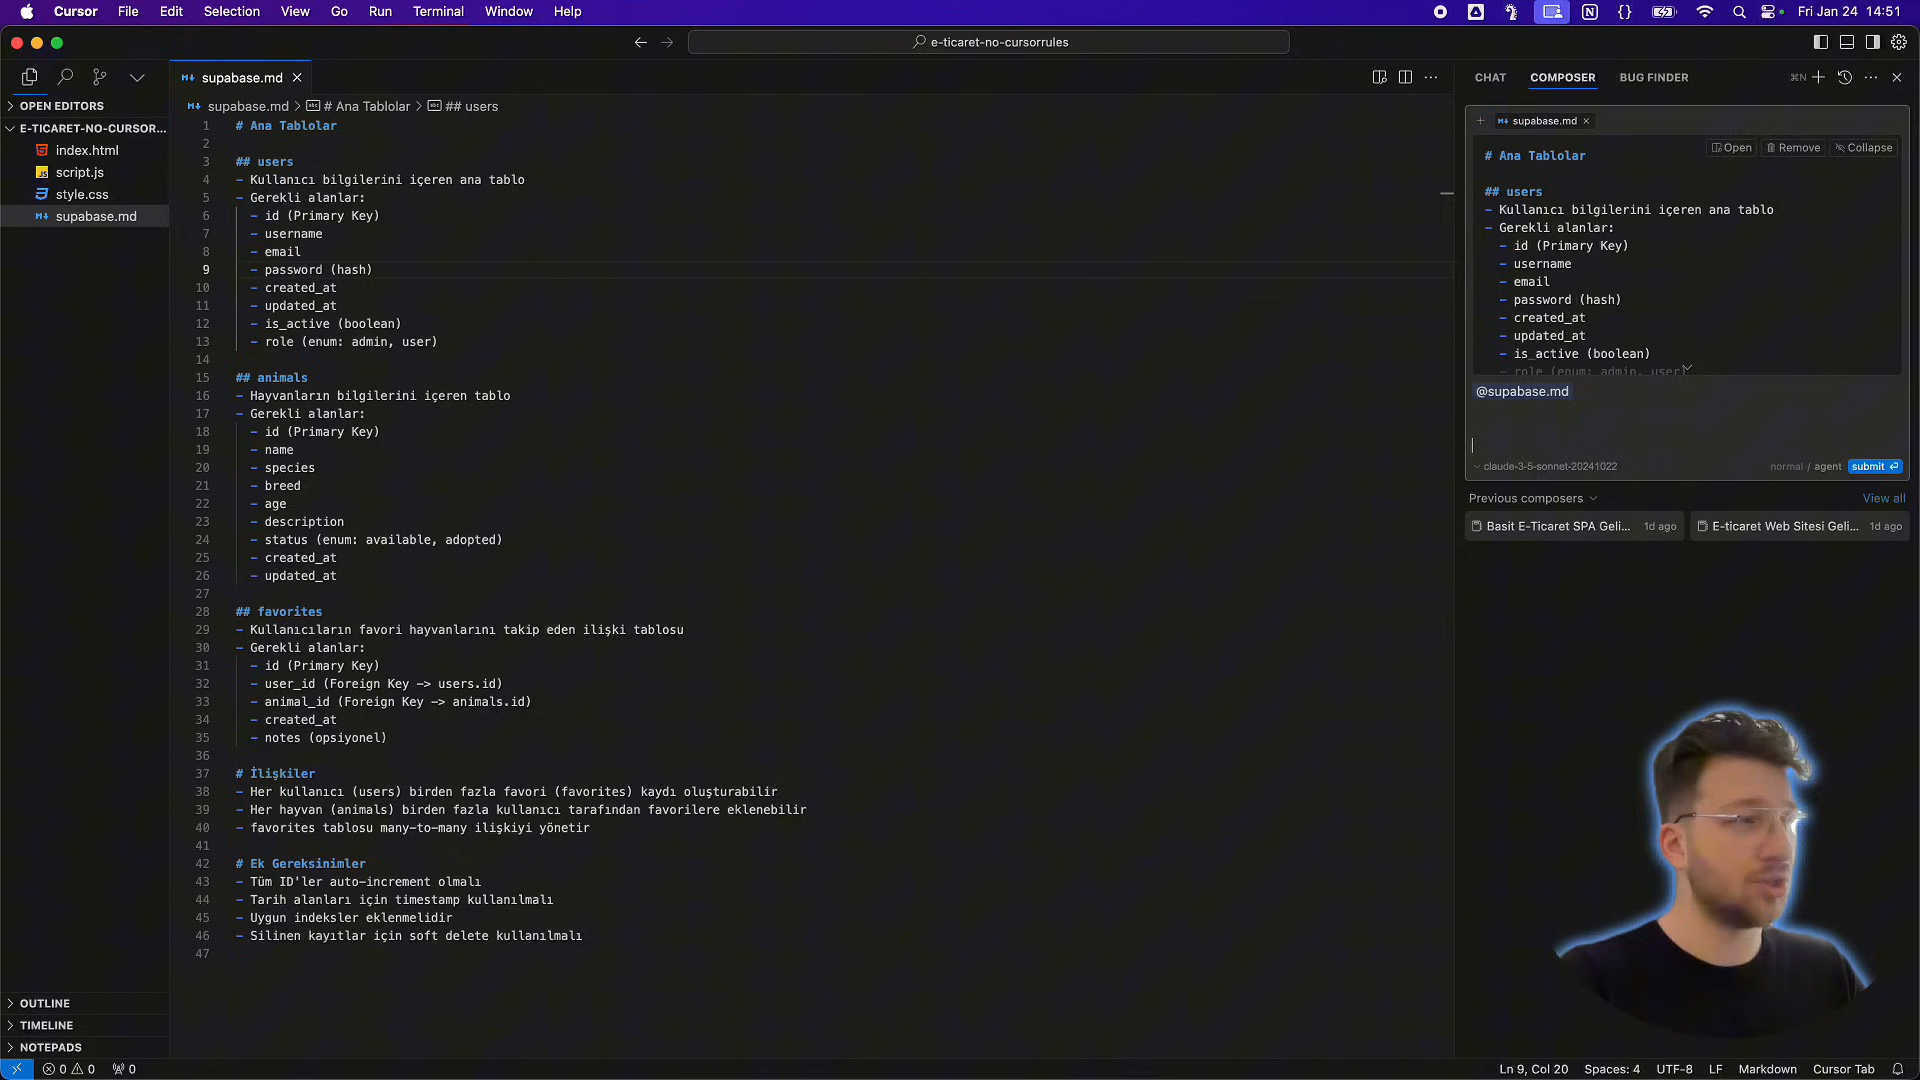 Cursor File Edit Selection View Go Run Terminal Window Help Fri Jan 24 14:51
e-ticaret-no-cursorrules
supabase.md
CHAT COMPOSER BUG FINDER ⌘N
OPEN EDITORS
E-TICARET-NO-CURSOR...
index.html
script.js
style.css
supabase.md
supabase.md > # Ana Tablolar > ## users
1 # Ana Tablolar
2
3 ## users
4 - Kullanıcı bilgilerini içeren ana tablo
5 - Gerekli alanlar:
6 - id (Primary Key)
7 - username
8 - email
9 - password (hash)
10 - created_at
11 - updated_at
12 - is_active (boolean)
13 - role (enum: admin, user)
14
15 ## animals
16 - Hayvanların bilgilerini içeren tablo
17 - Gerekli alanlar:
18 - id (Primary Key)
19 - name
20 - species
21 - breed
22 - age
23 - description
24 - status (enum: available, adopted)
25 - created_at
26 - updated_at
27
28 ## favorites
29 - Kullanıcıların favori hayvanlarını takip eden ilişki tablosu
30 - Gerekli alanlar:
31 - id (Primary Key)
32 - user_id (Foreign Key -> users.id)
33 - animal_id (Foreign Key -> animals.id)
34 - created_at
35 - notes (opsiyonel)
36
37 # İlişkiler
38 - Her kullanıcı (users) birden fazla favori (favorites) kaydı oluşturabilir
39 - Her hayvan (animals) birden fazla kullanıcı tarafından favorilere eklenebilir
40 - favorites tablosu many-to-many ilişkiyi yönetir
41
42 # Ek Gereksinimler
43 - Tüm ID'ler auto-increment olmalı
44 - Tarih alanları için timestamp kullanılmalı
45 - Uygun indeksler eklenmelidir
46 - Silinen kayıtlar için soft delete kullanılmalı
47
supabase.md
Open Remove Collapse
# Ana Tablolar
## users
- Kullanıcı bilgilerini içeren ana tablo
- Gerekli alanlar:
- id (Primary Key)
- username
- email
- password (hash)
- created_at
- updated_at
- is_active (boolean)
- role (enum: admin, user)
@supabase.md
claude-3-5-sonnet-20241022 normal / agent submit
Previous composers View all
Basit E-Ticaret SPA Geli... 1d ago E-ticaret Web Sitesi Geli... 1d ago
OUTLINE
TIMELINE
NOTEPADS
0 0 0 Ln 9, Col 20 Spaces: 4 UTF-8 LF Markdown Cursor Tab